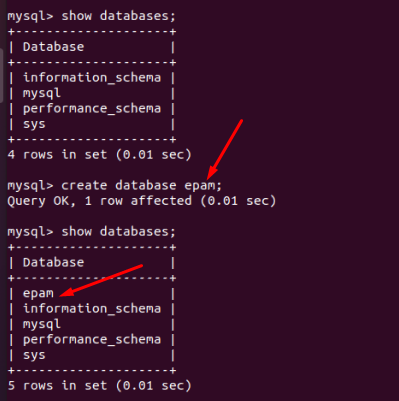 mysql> show databases;
+--------------------+
| Database           |
+--------------------+
| information_schema |
| mysql              |
| performance_schema |
| sys                |
+--------------------+
4 rows in set (0.01 sec)
mysql> create database epam;
Query OK, 1 row affected (0.01 sec)
mysql> show databases;
+--------------------+
| Database           |
+--------------------+
| epam               |
| information_schema |
| mysql              |
| performance_schema |
| sys                |
+--------------------+
5 rows in set (0.01 sec)